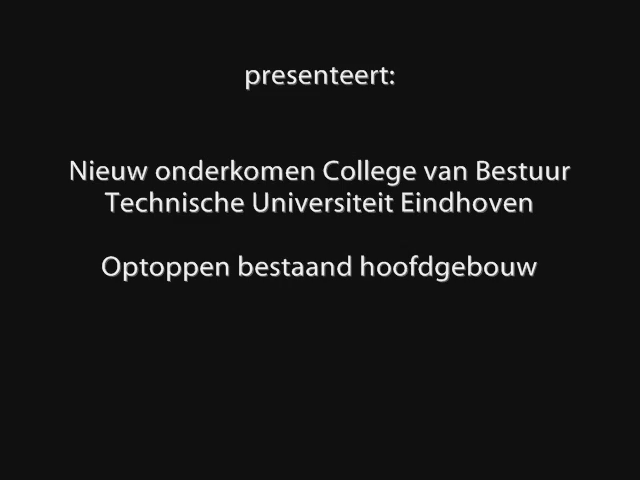 presenteert:
Nieuw onderkomen College van Bestuur
Technische Universiteit Eindhoven
Optoppen bestaand hoofdgebouw